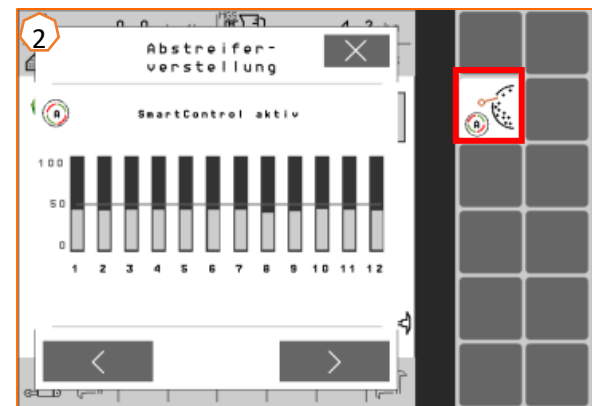 2
MGS
Abstreifer-
verstellung
A
SmartControl aktiv
A
100
50
0
1 2 3 4 5 6 7 8 9 10 11 12